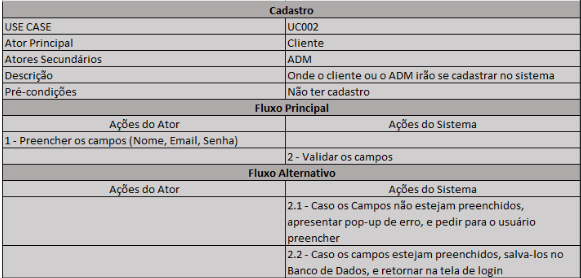 Cadastro
USE CASE UC002
Ator Principal Cliente
Atores Secundários ADM
Descrição Onde o cliente ou o ADM irão se cadastrar no sistema
Pré-condições Não ter cadastro
Fluxo Principal
Ações do Ator Ações do Sistema
1 - Preencher os campos (Nome, Email, Senha)
2 - Validar os campos
Fluxo Alternativo
Ações do Ator Ações do Sistema
2.1 - Caso os Campos não estejam preenchidos,
apresentar pop-up de erro, e pedir para o usuário
preencher
2.2 - Caso os campos estejam preenchidos, salva-los no
Banco de Dados, e retornar na tela de login